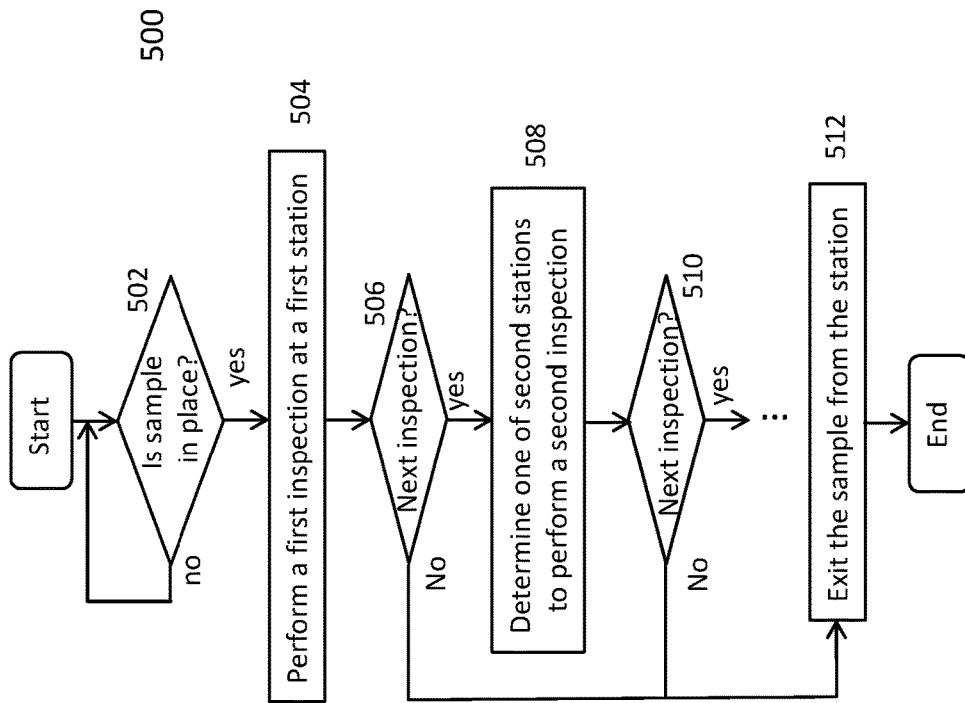 500
Start
Is sample
in place?
502
no
yes
Perform a first inspection at a first station
504
Next inspection?
506
No
yes
Determine one of second stations
to perform a second inspection
508
Next inspection?
510
No
yes
...
Exit the sample from the station
512
End